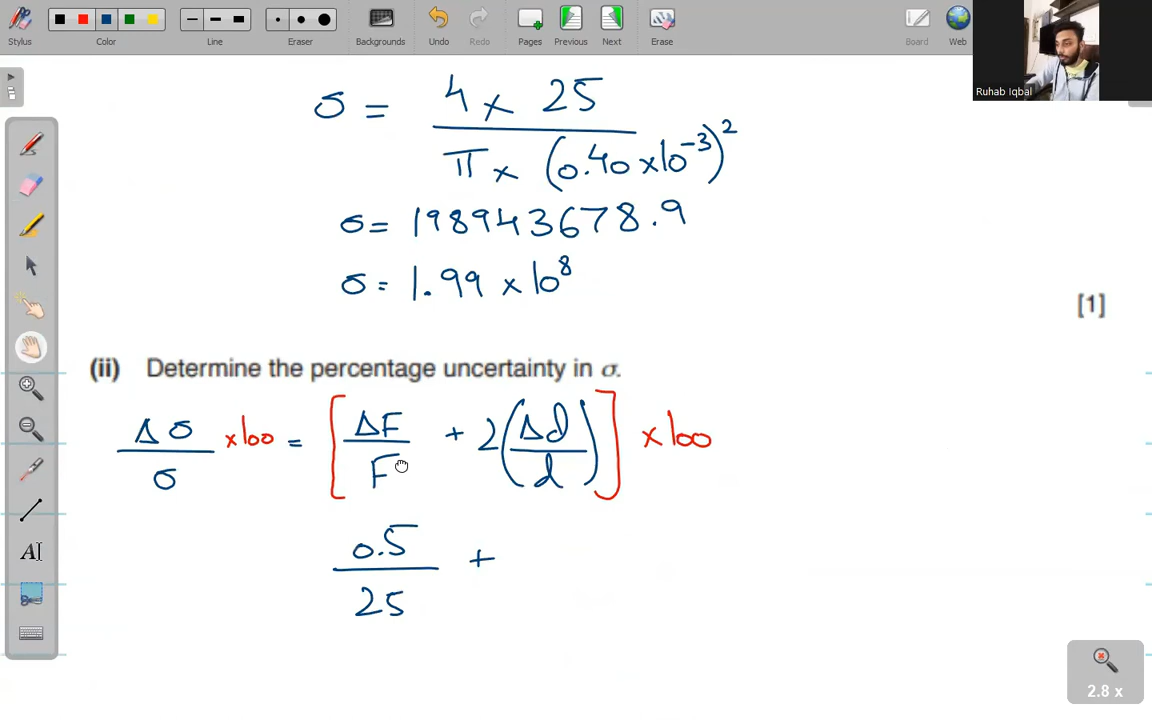 Stylus Color Line Eraser Backgrounds Undo Redo Pages Previous Next Erase Board Web
Ruhab Iqbal
σ = 4 × 25 / π × (0.40 × 10⁻³)²
σ = 198943678.9
σ = 1.99 × 10⁸
[1]
(ii) Determine the percentage uncertainty in σ.
Δσ/σ ×100 = [ΔF/F + 2(Δd/d)] ×100
0.5/25 +
A
2.8 x